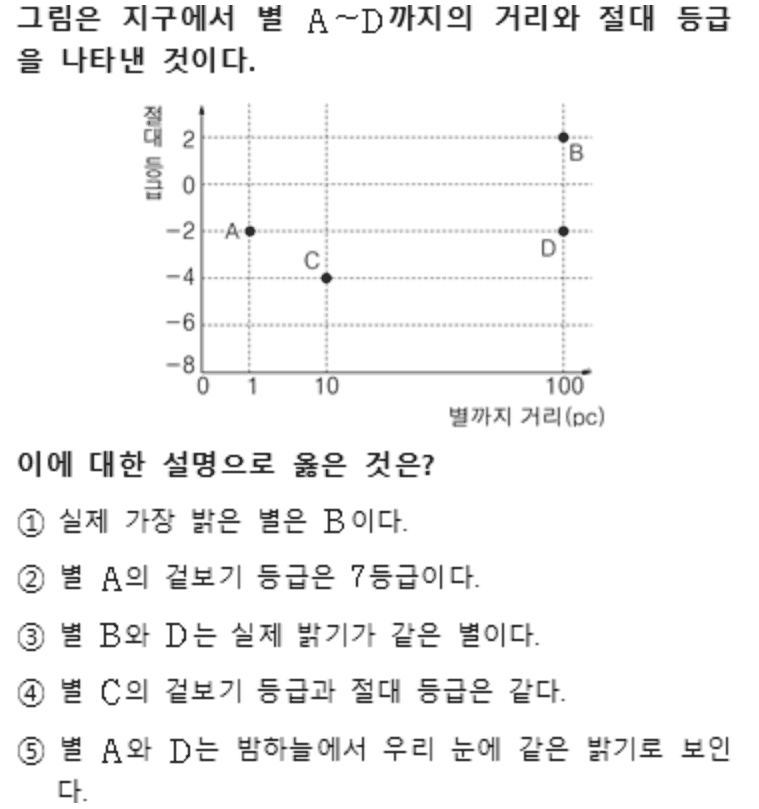 그림은 지구에서 별 A~D까지의 거리와 절대 등급
을 나타낸 것이다.
절대 등급
2
0
-2
-4
-6
-8
A
B
C
D
0 1 10 100
별까지 거리(pc)
이에 대한 설명으로 옳은 것은?
① 실제 가장 밝은 별은 B이다.
② 별 A의 겉보기 등급은 7등급이다.
③ 별 B와 D는 실제 밝기가 같은 별이다.
④ 별 C의 겉보기 등급과 절대 등급은 같다.
⑤ 별 A와 D는 밤하늘에서 우리 눈에 같은 밝기로 보인
다.